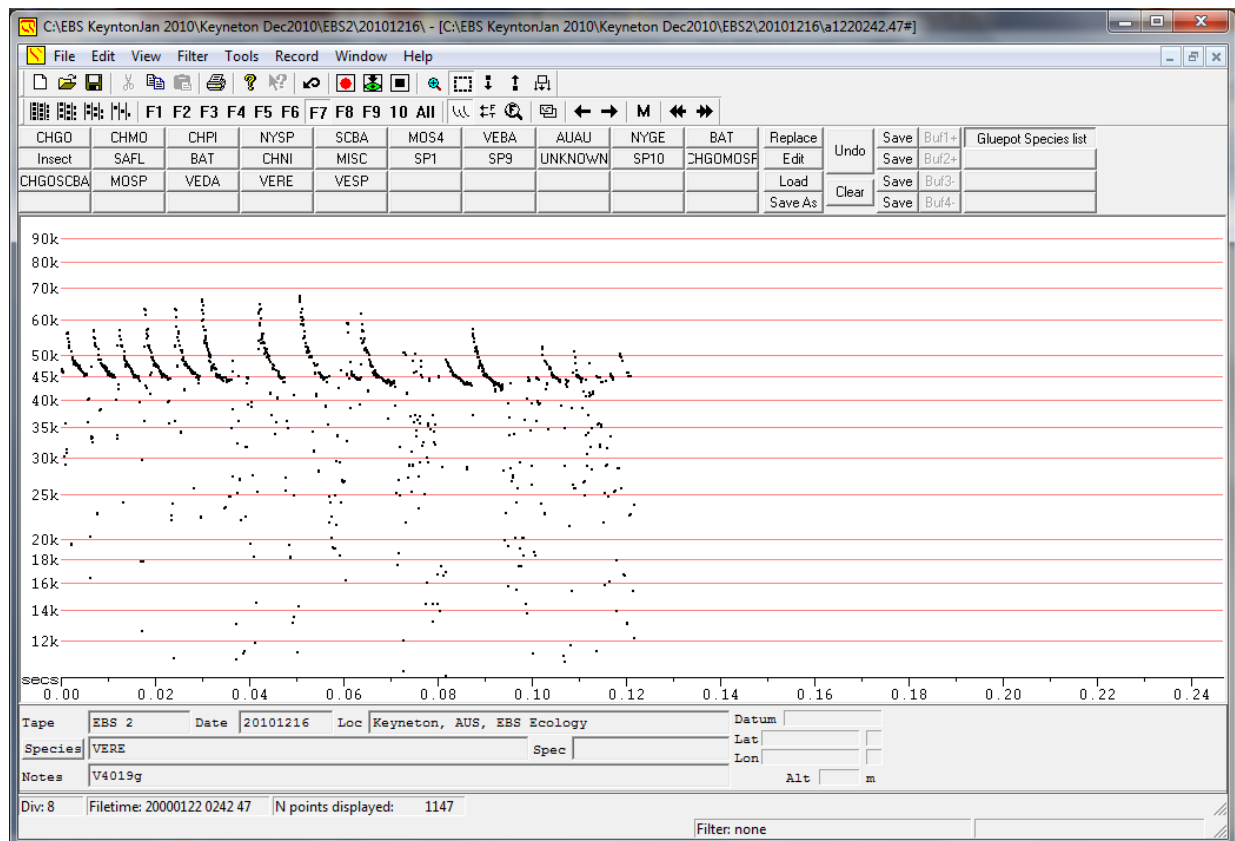 C:\EBS KeyntonJan 2010\Keyneton Dec2010\EBS2\20101216\ - [C:\EBS KeyntonJan 2010\Keyneton Dec2010\EBS2\20101216\a1220242.47#]
File Edit View Filter Tools Record Window Help
F1 F2 F3 F4 F5 F6 F7 F8 F9 10 All M
CHGO CHMO CHPI NYSP SCBA MOS4 VEBA AUAU NYGE BAT Replace Undo Save Buf1+ Gluepot Species list
Insect SAFL BAT CHNI MISC SP1 SP9 UNKNOWN SP10 CHGOMOSF Edit Save Buf2+
CHGOSCBA MOSP VEDA VERE VESP Load Clear Save Buf3-
Save As Save Buf4-
90k
80k
70k
60k
50k
45k
40k
35k
30k
25k
20k
18k
16k
14k
12k
secs
0.00 0.02 0.04 0.06 0.08 0.10 0.12 0.14 0.16 0.18 0.20 0.22 0.24
Tape EBS 2 Date 20101216 Loc Keyneton, AUS, EBS Ecology Datum
Species VERE Spec Lat
Lon
Notes V4019g Alt m
Div: 8 Filetime: 20000122 0242 47 N points displayed: 1147
Filter: none